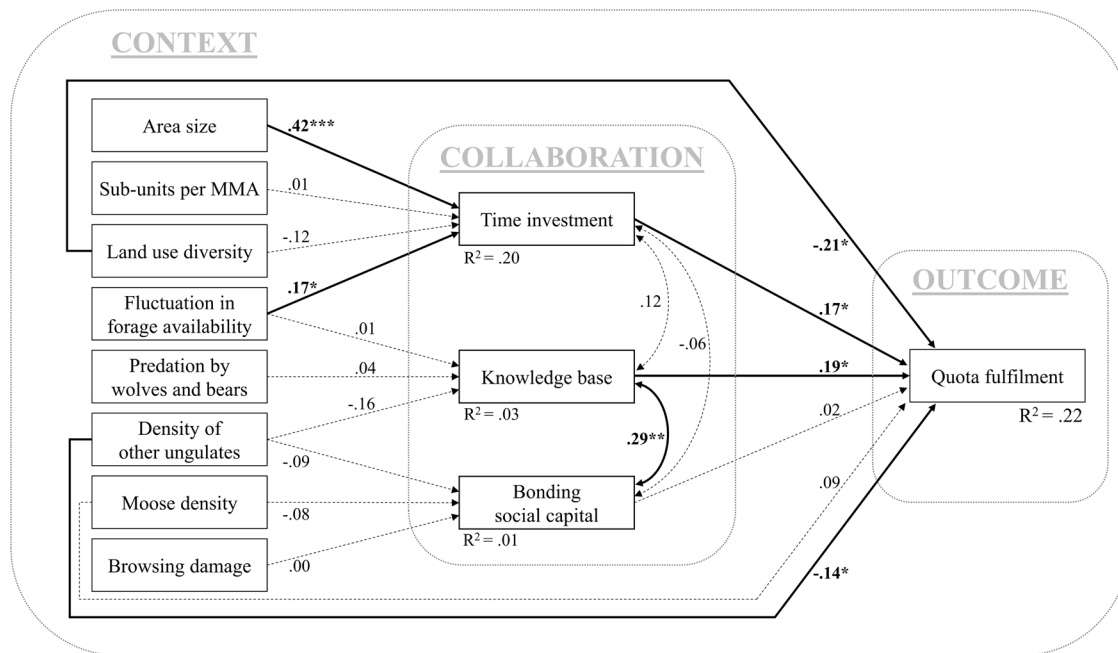 CONTEXT
Area size
.42***
COLLABORATION
Sub-units per MMA
.01
Time investment
R² = .20
Land use diversity
-.12
-.21*
OUTCOME
Fluctuation in
forage availability
.17*
.01
.12
-.06
.17*
Predation by
wolves and bears
.04
Knowledge base
R² = .03
.19*
Quota fulfilment
R² = .22
Density of
other ungulates
-.16
-.09
.29**
.02
Moose density
-.08
Bonding
social capital
R² = .01
.09
Browsing damage
.00
-.14*